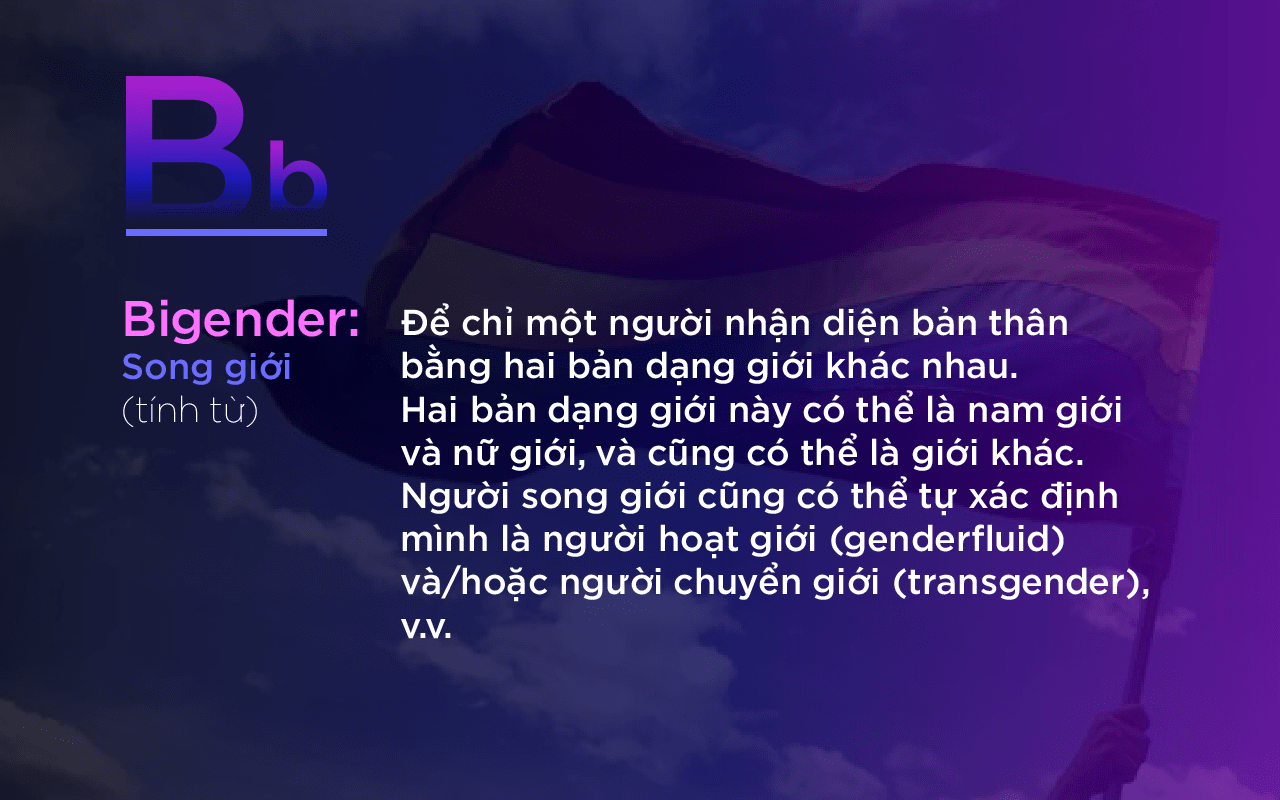 Bb
Bigender:
Song giới
(tính từ)
Để chỉ một người nhận diện bản thân
bằng hai bản dạng giới khác nhau.
Hai bản dạng giới này có thể là nam giới
và nữ giới, và cũng có thể là giới khác.
Người song giới cũng có thể tự xác định
mình là người hoạt giới (genderfluid)
và/hoặc người chuyển giới (transgender),
v.v.